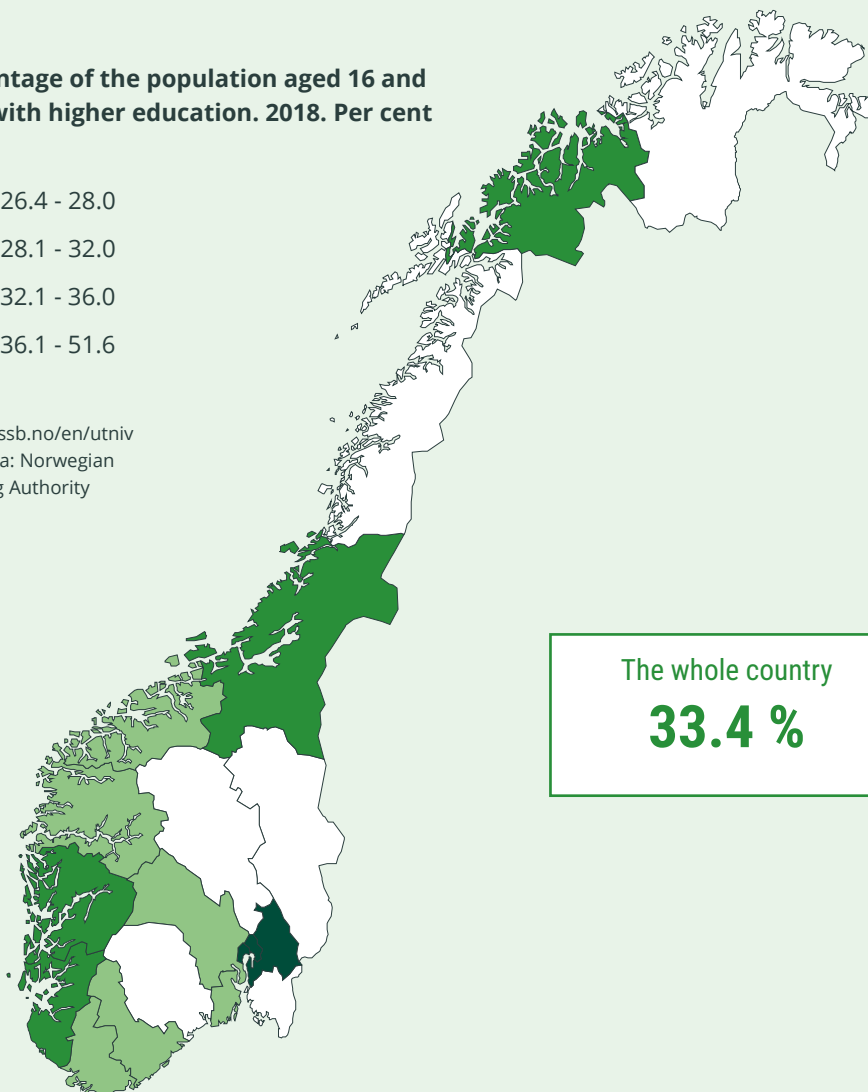 ntage of the population aged 16 and
with higher education. 2018. Per cent
26.4 - 28.0
28.1 - 32.0
32.1 - 36.0
36.1 - 51.6
ssb.no/en/utniv
a: Norwegian
g Authority
The whole country
33.4 %